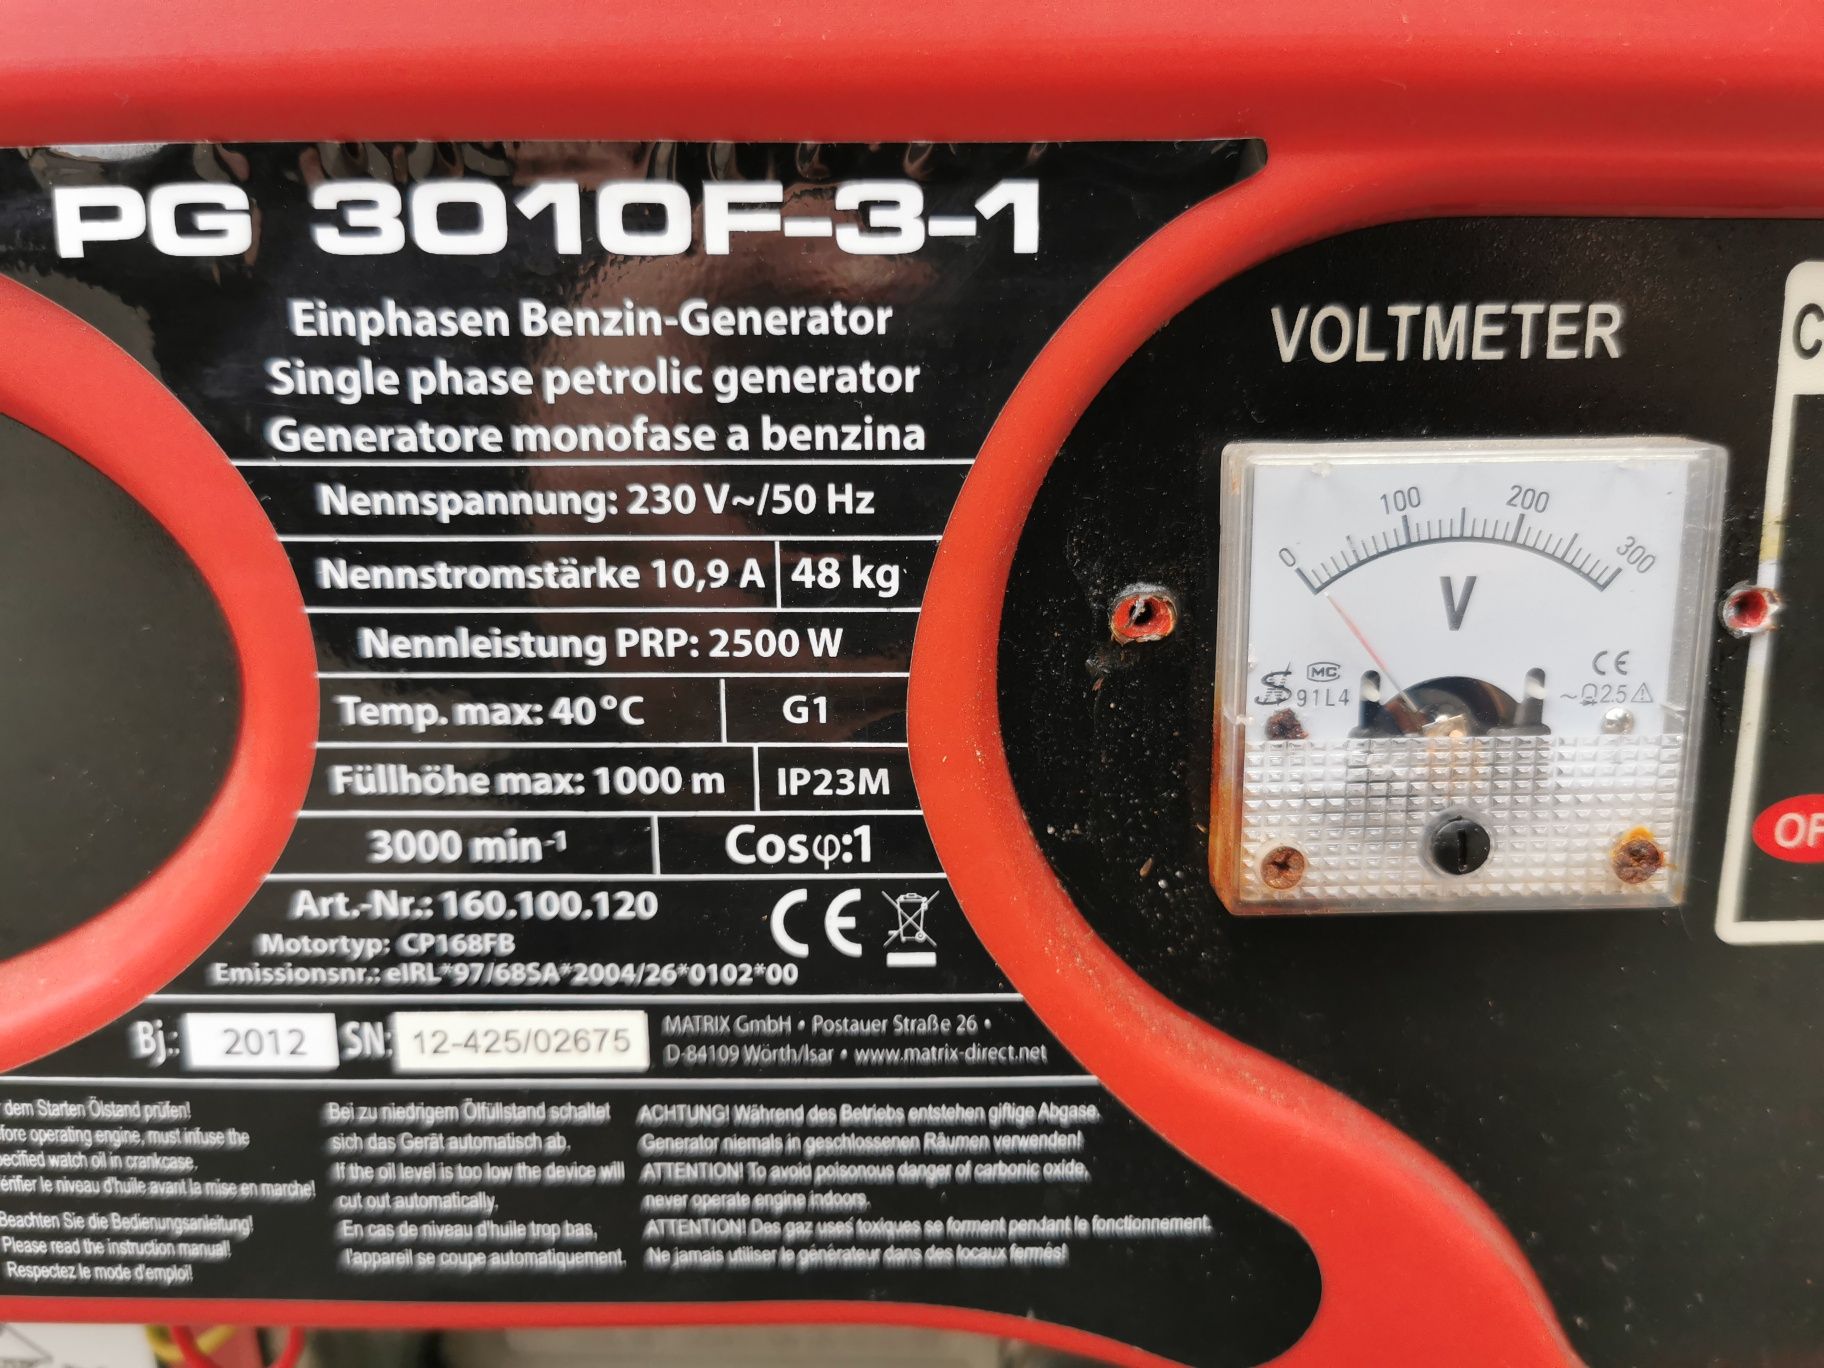 PG 3010F-3-1
Einphasen Benzin-Generator
Single phase petrolic generator
Generatore monofase a benzina
Nennspannung: 230 V~/50 Hz
Nennstromstärke 10,9 A 48 kg
Nennleistung PRP: 2500 W
Temp. max: 40 °C G1
Füllhöhe max: 1000 m IP23M
3000 min-1 Cosφ:1
Art.-Nr.: 160.100.120
CE
Motortyp: CP168FB
Emissionsnr.: eIRL*97/68SA*2004/26*0102*00
Bj.: 2012 SN: 12-425/02675
MATRIX GmbH • Postauer Straße 26 •
D-84109 Wörth/Isar • www.matrix-direct.net
dem Starten Ölstand prüfen!
fore operating engine, must infuse the
ecified watch oil in crankcase.
érifier le niveau d'huile avant la mise en marche!
Beachten Sie die Bedienungsanleitung!
Please read the instruction manual!
Respectez le mode d'emploi!
Bei zu niedrigem Ölfüllstand schaltet
sich das Gerät automatisch ab.
If the oil level is too low the device will
cut out automatically.
En cas de niveau d'huile trop bas,
l'appareil se coupe automatiquement.
ACHTUNG! Während des Betriebs entstehen giftige Abgase.
Generator niemals in geschlossenen Räumen verwenden!
ATTENTION! To avoid poisonous danger of carbonic oxide,
never operate engine indoors.
ATTENTION! Des gaz usés toxiques se forment pendant le fonctionnement.
Ne jamais utiliser le générateur dans des locaux fermés!
VOLTMETER
0 100 200 300
V
MC
91L4
CE
~ 2.5
C
OF